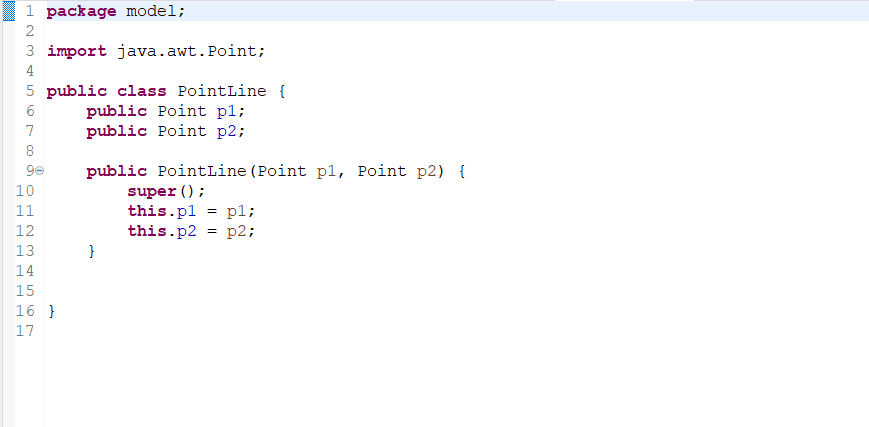 1 package model;
2
3 import java.awt.Point;
4
5 public class PointLine {
6     public Point p1;
7     public Point p2;
8
9     public PointLine(Point p1, Point p2) {
10         super();
11         this.p1 = p1;
12         this.p2 = p2;
13     }
14
15
16 }
17